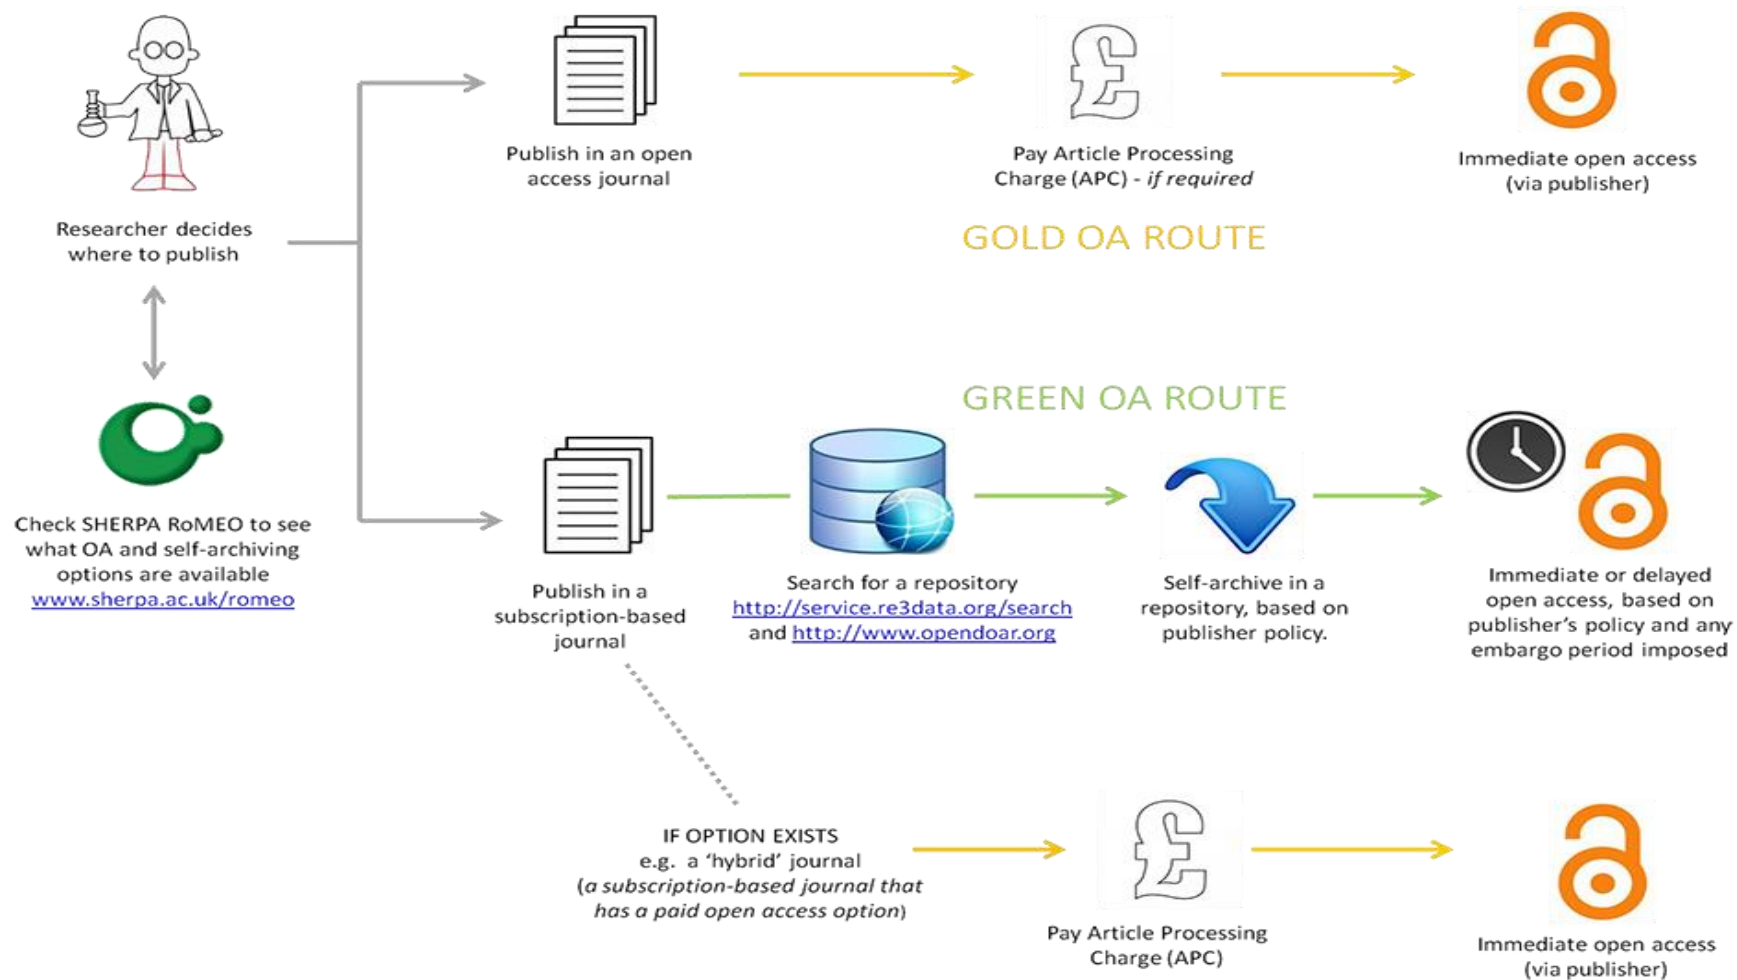 Publish in an open
access journal
Pay Article Processing
Charge (APC) - if required
Immediate open access
(via publisher)
Researcher decides
where to publish
GOLD OA ROUTE
GREEN OA ROUTE
Check SHERPA RoMEO to see
what OA and self-archiving
options are available
www.sherpa.ac.uk/romeo
Publish in a
subscription-based
journal
Search for a repository
http://service.re3data.org/search
and http://www.opendoar.org
Self-archive in a
repository, based on
publisher policy.
Immediate or delayed
open access, based on
publisher’s policy and any
embargo period imposed
IF OPTION EXISTS
e.g. a ‘hybrid’ journal
(a subscription-based journal that
has a paid open access option)
Pay Article Processing
Charge (APC)
Immediate open access
(via publisher)